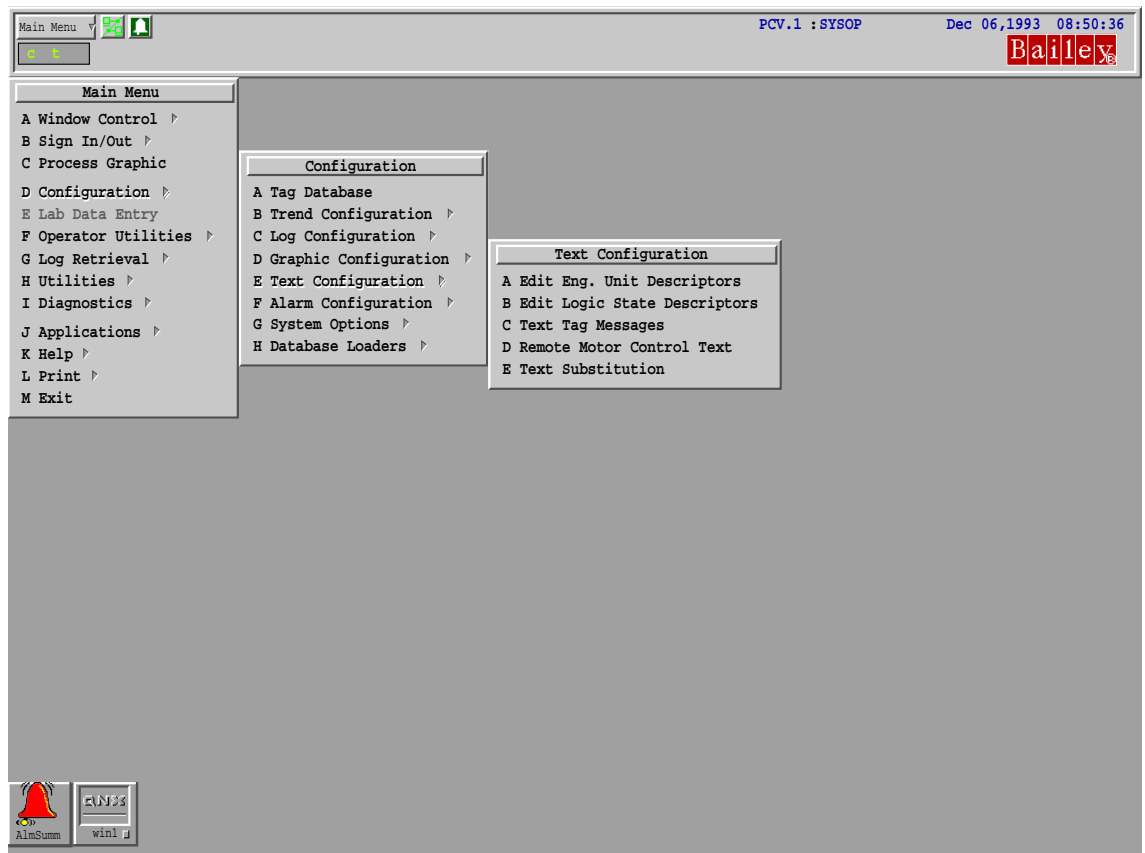 Main Menu
PCV.1 :SYSOP
Dec 06,1993 08:50:36
c t
Bailey®
Main Menu
A Window Control
B Sign In/Out
C Process Graphic
D Configuration
E Lab Data Entry
F Operator Utilities
G Log Retrieval
H Utilities
I Diagnostics
J Applications
K Help
L Print
M Exit
Configuration
A Tag Database
B Trend Configuration
C Log Configuration
D Graphic Configuration
E Text Configuration
F Alarm Configuration
G System Options
H Database Loaders
Text Configuration
A Edit Eng. Unit Descriptors
B Edit Logic State Descriptors
C Text Tag Messages
D Remote Motor Control Text
E Text Substitution
AlmSumm
QNX
win1